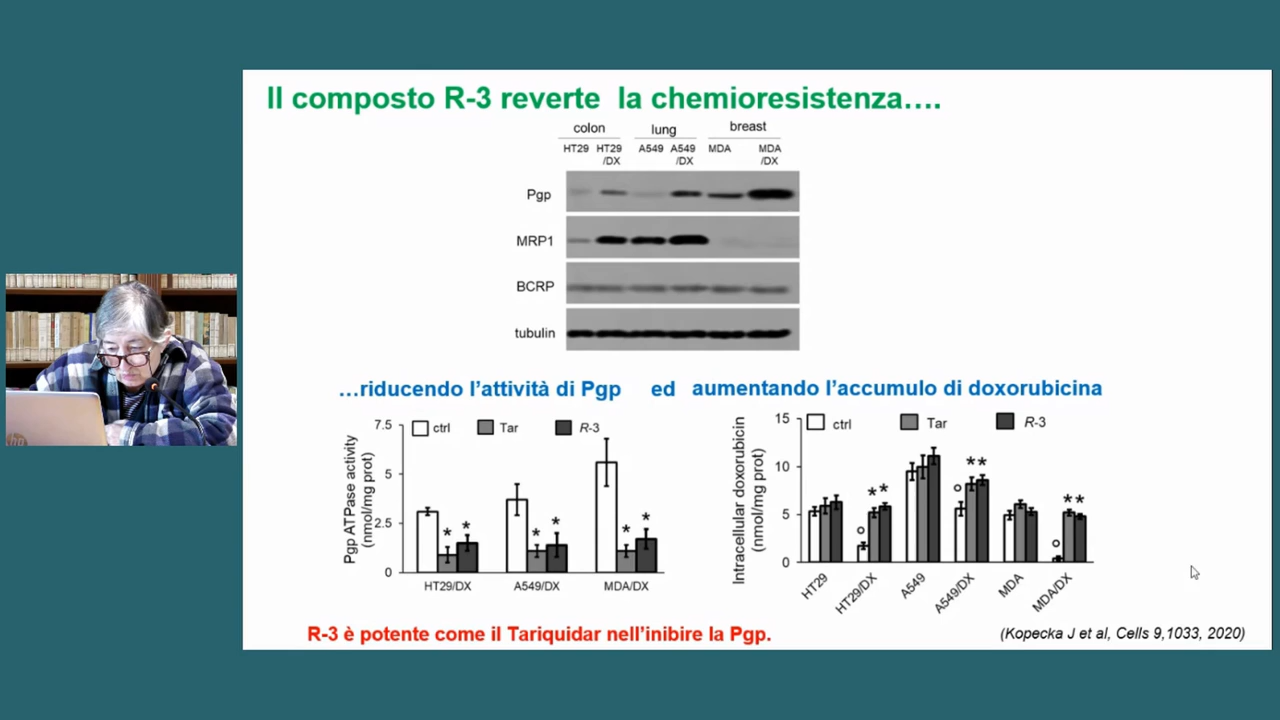 Il composto R-3 reverte la chemioresistenza….
colon lung breast
HT29 HT29 /DX A549 A549 /DX MDA MDA /DX
Pgp
MRP1
BCRP
tubulin
…riducendo l'attività di Pgp ed aumentando l'accumulo di doxorubicina
Pgp ATPase activity
(nmol/mg prot)
7.5
5
2.5
0
ctrl Tar R-3
* * * * * *
HT29/DX A549/DX MDA/DX
Intracellular doxorubicin
(nmol/mg prot)
15
10
5
0
ctrl Tar R-3
° ** ° ** ° **
HT29 HT29/DX A549 A549/DX MDA MDA/DX
R-3 è potente come il Tariquidar nell'inibire la Pgp.
(Kopecka J et al, Cells 9,1033, 2020)
hp